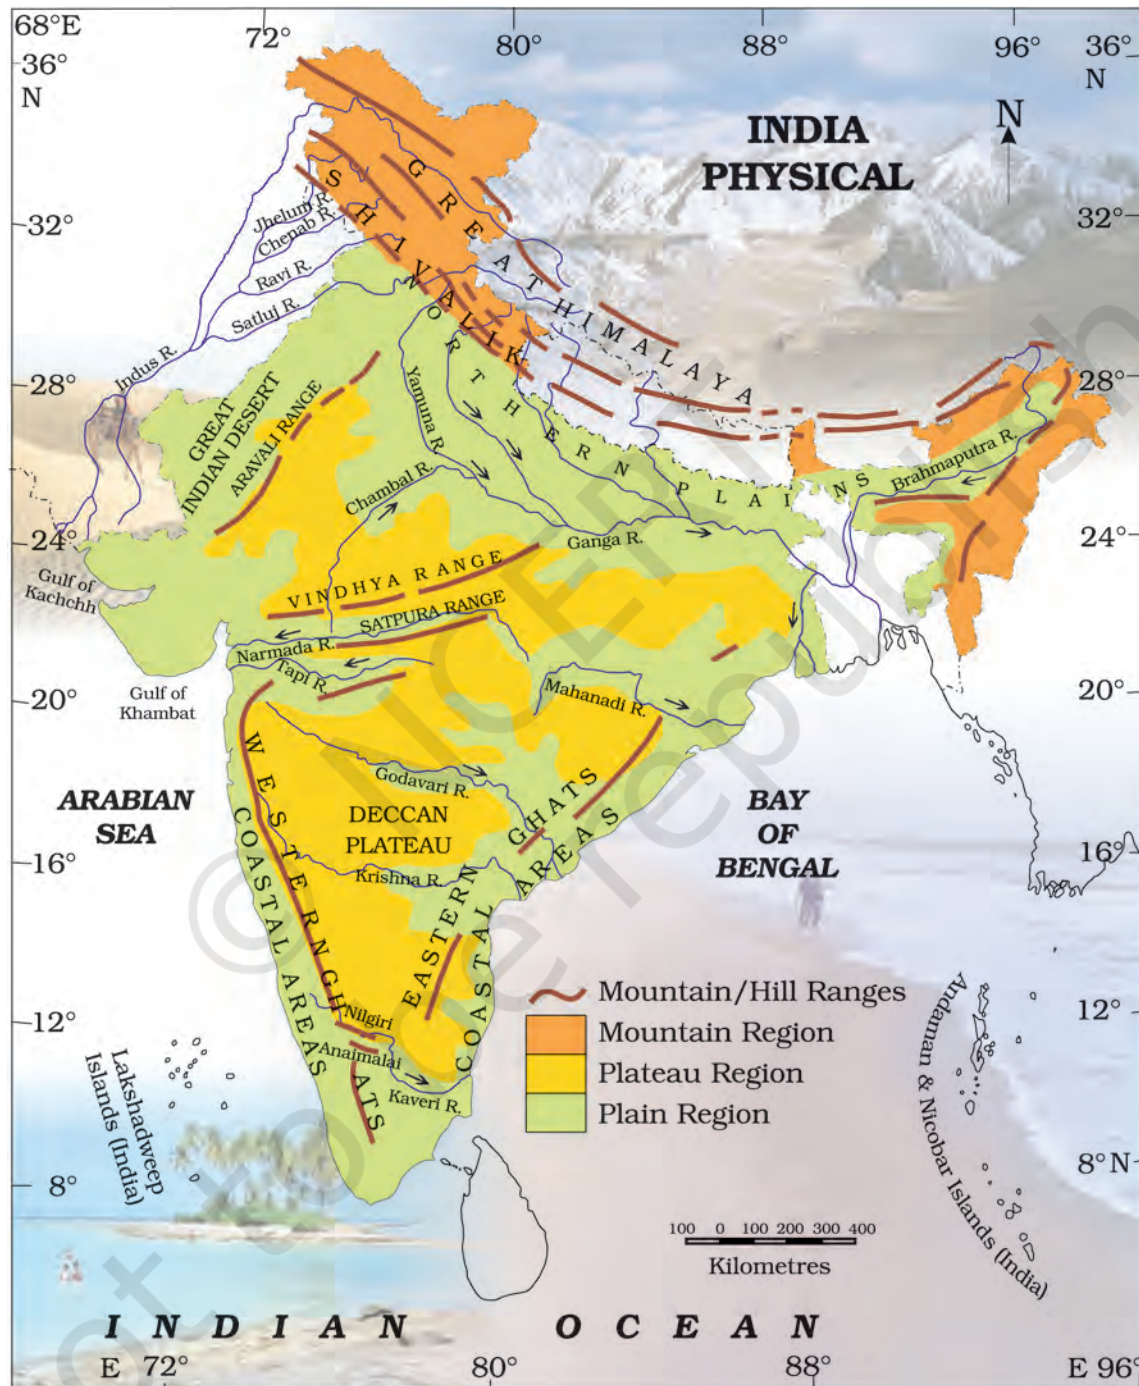 68°E
72°
80°
88°
96°
36°
N
36°
N
N
INDIA
PHYSICAL
GREAT HIMALAYA
SHIVALIK
Jhelum R.
Chenab R.
Ravi R.
Satluj R.
Indus R.
32°
32°
NORTHERN PLAINS
28°
28°
GREAT
INDIAN DESERT
ARAVALI RANGE
Yamuna R.
Chambal R.
Brahmaputra R.
24°
24°
Ganga R.
Gulf of
Kachchh
VINDHYA RANGE
SATPURA RANGE
Narmada R.
Tapi R.
Mahanadi R.
20°
20°
Gulf of
Khambat
Godavari R.
ARABIAN
SEA
WESTERN GHATS
DECCAN
PLATEAU
EASTERN GHATS
COASTAL AREAS
COASTAL AREAS
BAY
OF
BENGAL
16°
16°
Krishna R.
Nilgiri
Anaimalai
Kaveri R.
12°
12°
Lakshadweep
Islands (India)
Andaman & Nicobar Islands (India)
Mountain/Hill Ranges
Mountain Region
Plateau Region
Plain Region
8°
8°N
100 0 100 200 300 400
Kilometres
INDIAN OCEAN
E 72°
80°
88°
E 96°
© NCERT
not to be republished